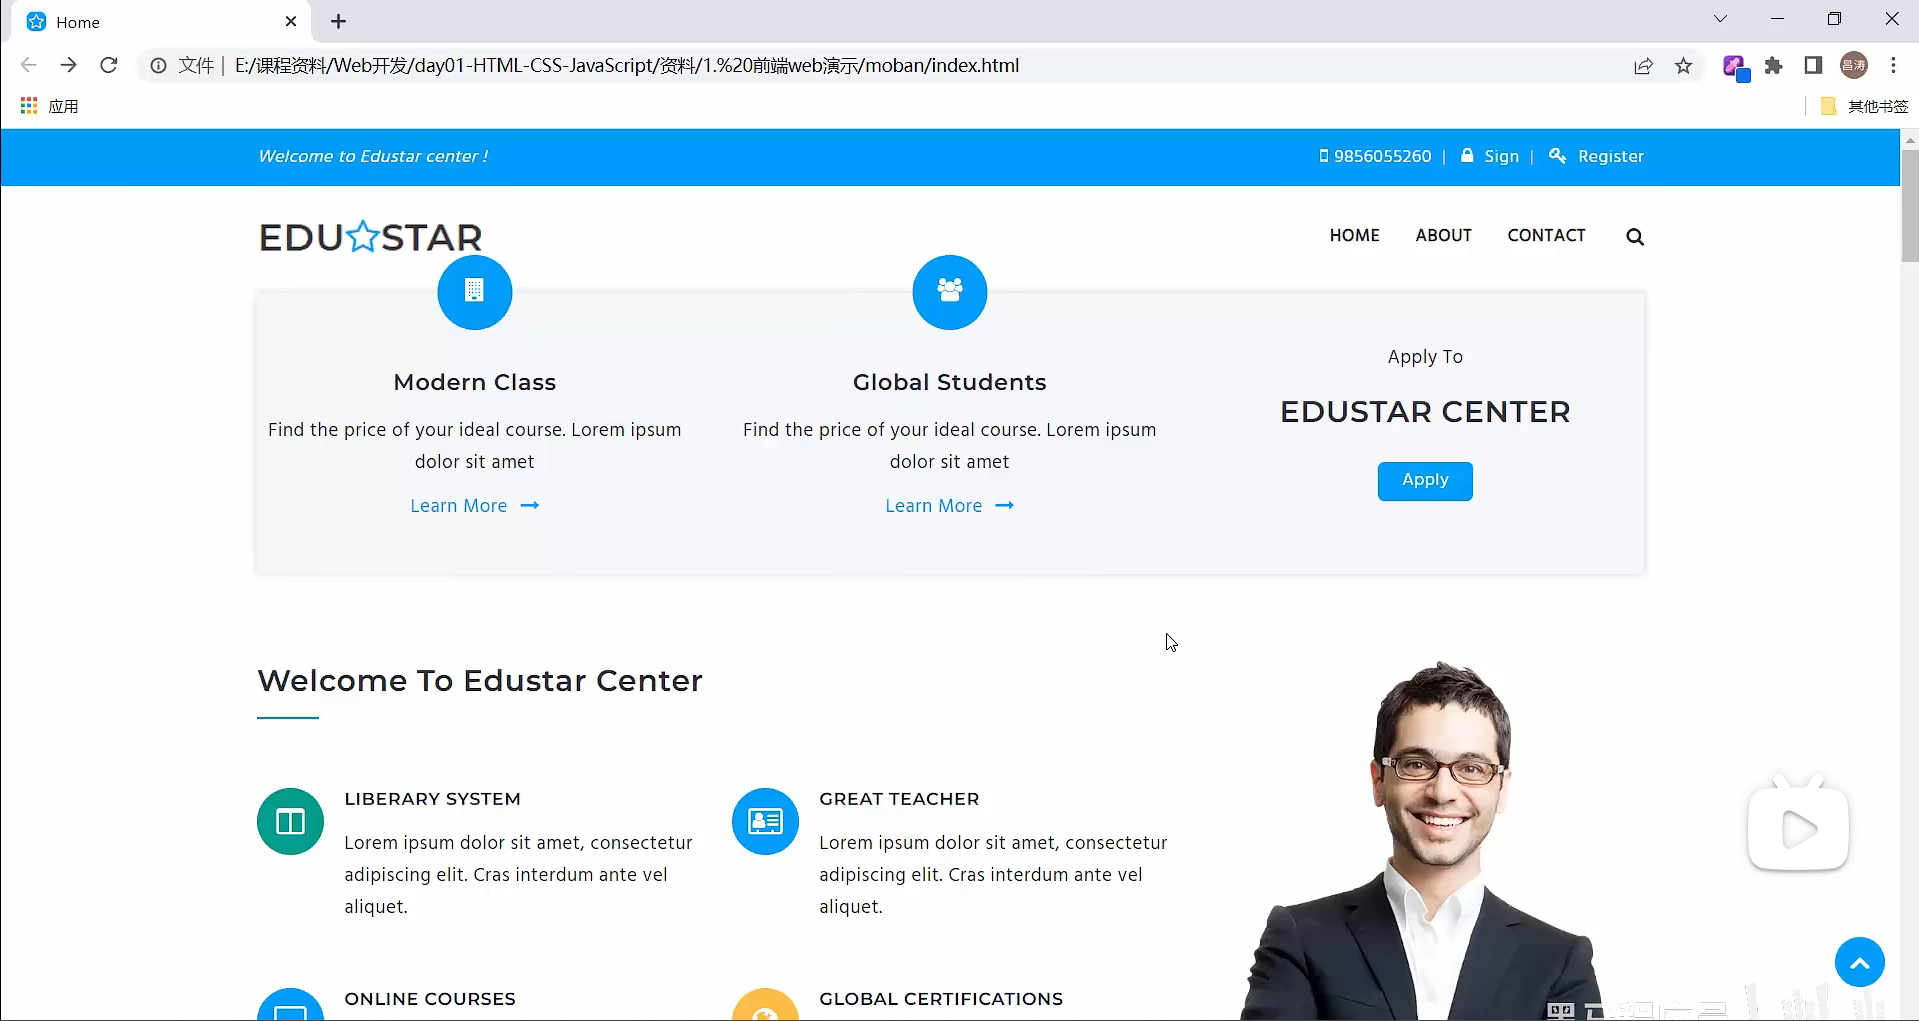 Home
文件 | E:/课程资料/Web开发/day01-HTML-CSS-JavaScript/资料/1.%20前端web演示/moban/index.html
昌涛
应用
其他书签
Welcome to Edustar center !
9856055260 | Sign | Register
EDU STAR
HOME ABOUT CONTACT
Modern Class
Find the price of your ideal course. Lorem ipsum
dolor sit amet
Learn More
Global Students
Find the price of your ideal course. Lorem ipsum
dolor sit amet
Learn More
Apply To
EDUSTAR CENTER
Apply
Welcome To Edustar Center
LIBERARY SYSTEM
Lorem ipsum dolor sit amet, consectetur
adipiscing elit. Cras interdum ante vel
aliquet.
GREAT TEACHER
Lorem ipsum dolor sit amet, consectetur
adipiscing elit. Cras interdum ante vel
aliquet.
ONLINE COURSES
GLOBAL CERTIFICATIONS